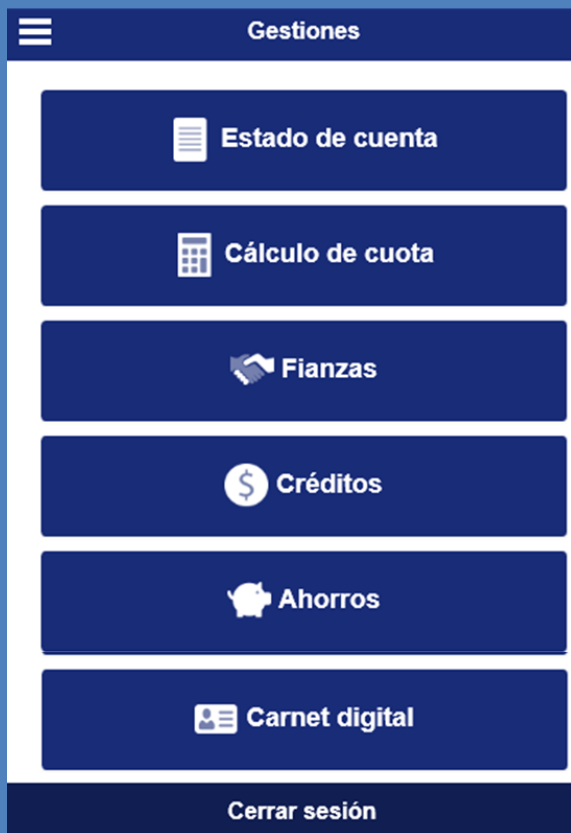 Gestiones
Estado de cuenta
Cálculo de cuota
Fianzas
$ Créditos
Ahorros
Carnet digital
Cerrar sesión